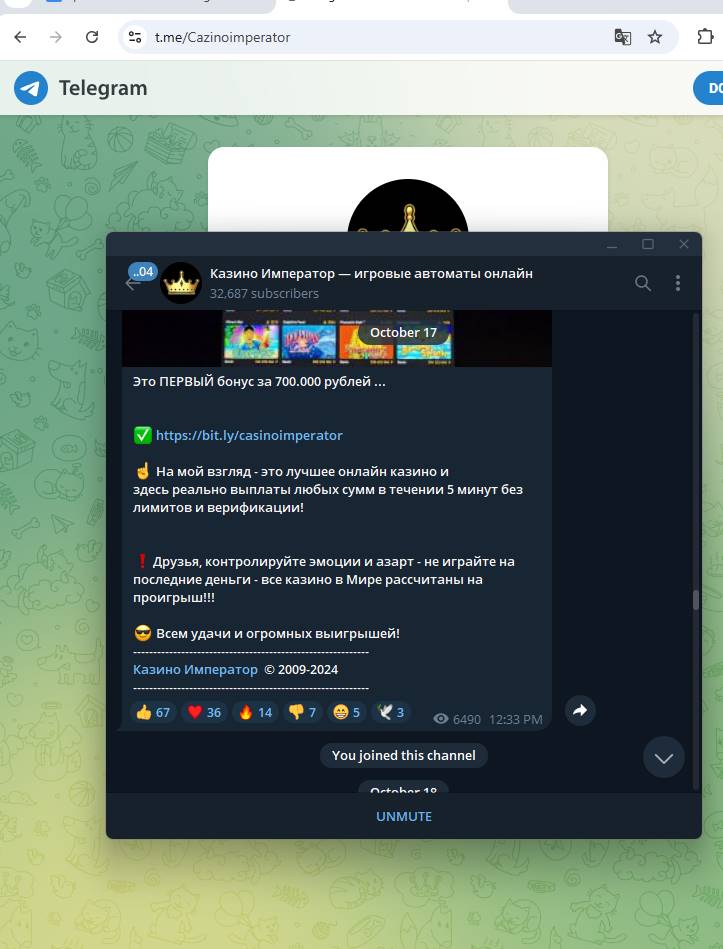 t.me/Cazinoimperator
Telegram
DO
..04
Казино Император — игровые автоматы онлайн
32,687 subscribers
October 17
Это ПЕРВЫЙ бонус за 700.000 рублей ...
✅ https://bit.ly/casinoimperator
☝ На мой взгляд - это лучшее онлайн казино и
здесь реально выплаты любых сумм в течении 5 минут без
лимитов и верификации!
❗ Друзья, контролируйте эмоции и азарт - не играйте на
последние деньги - все казино в Мире рассчитаны на
проигрыш!!!
😎 Всем удачи и огромных выигрышей!
-----------------------------------------------------------
Казино Император © 2009-2024
-----------------------------------------------------------
👍 67 ❤ 36 🔥 14 👎 7 😁 5 🕊 3 6490 12:33 PM
You joined this channel
October 18
UNMUTE